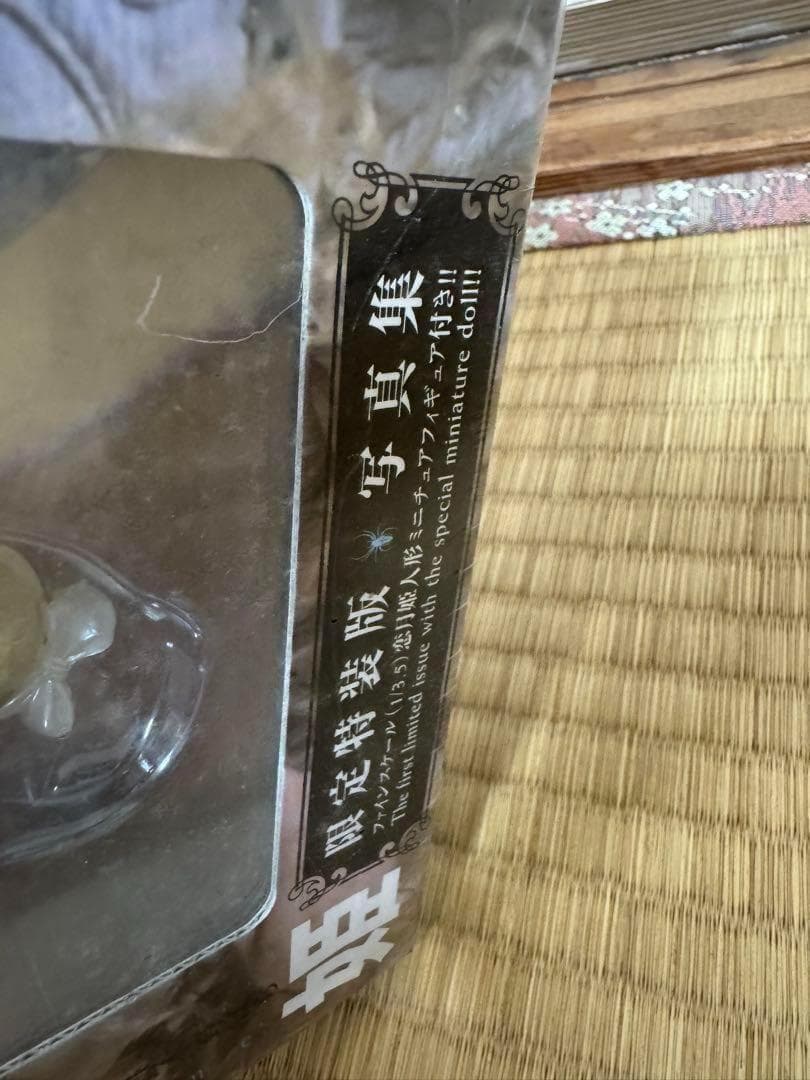 姫
限定特装版 写真集
ファインスケール(1/3.5)恋月姫人形ミニチュアフィギュア付き!!
The first limited issue with the special miniature doll!!